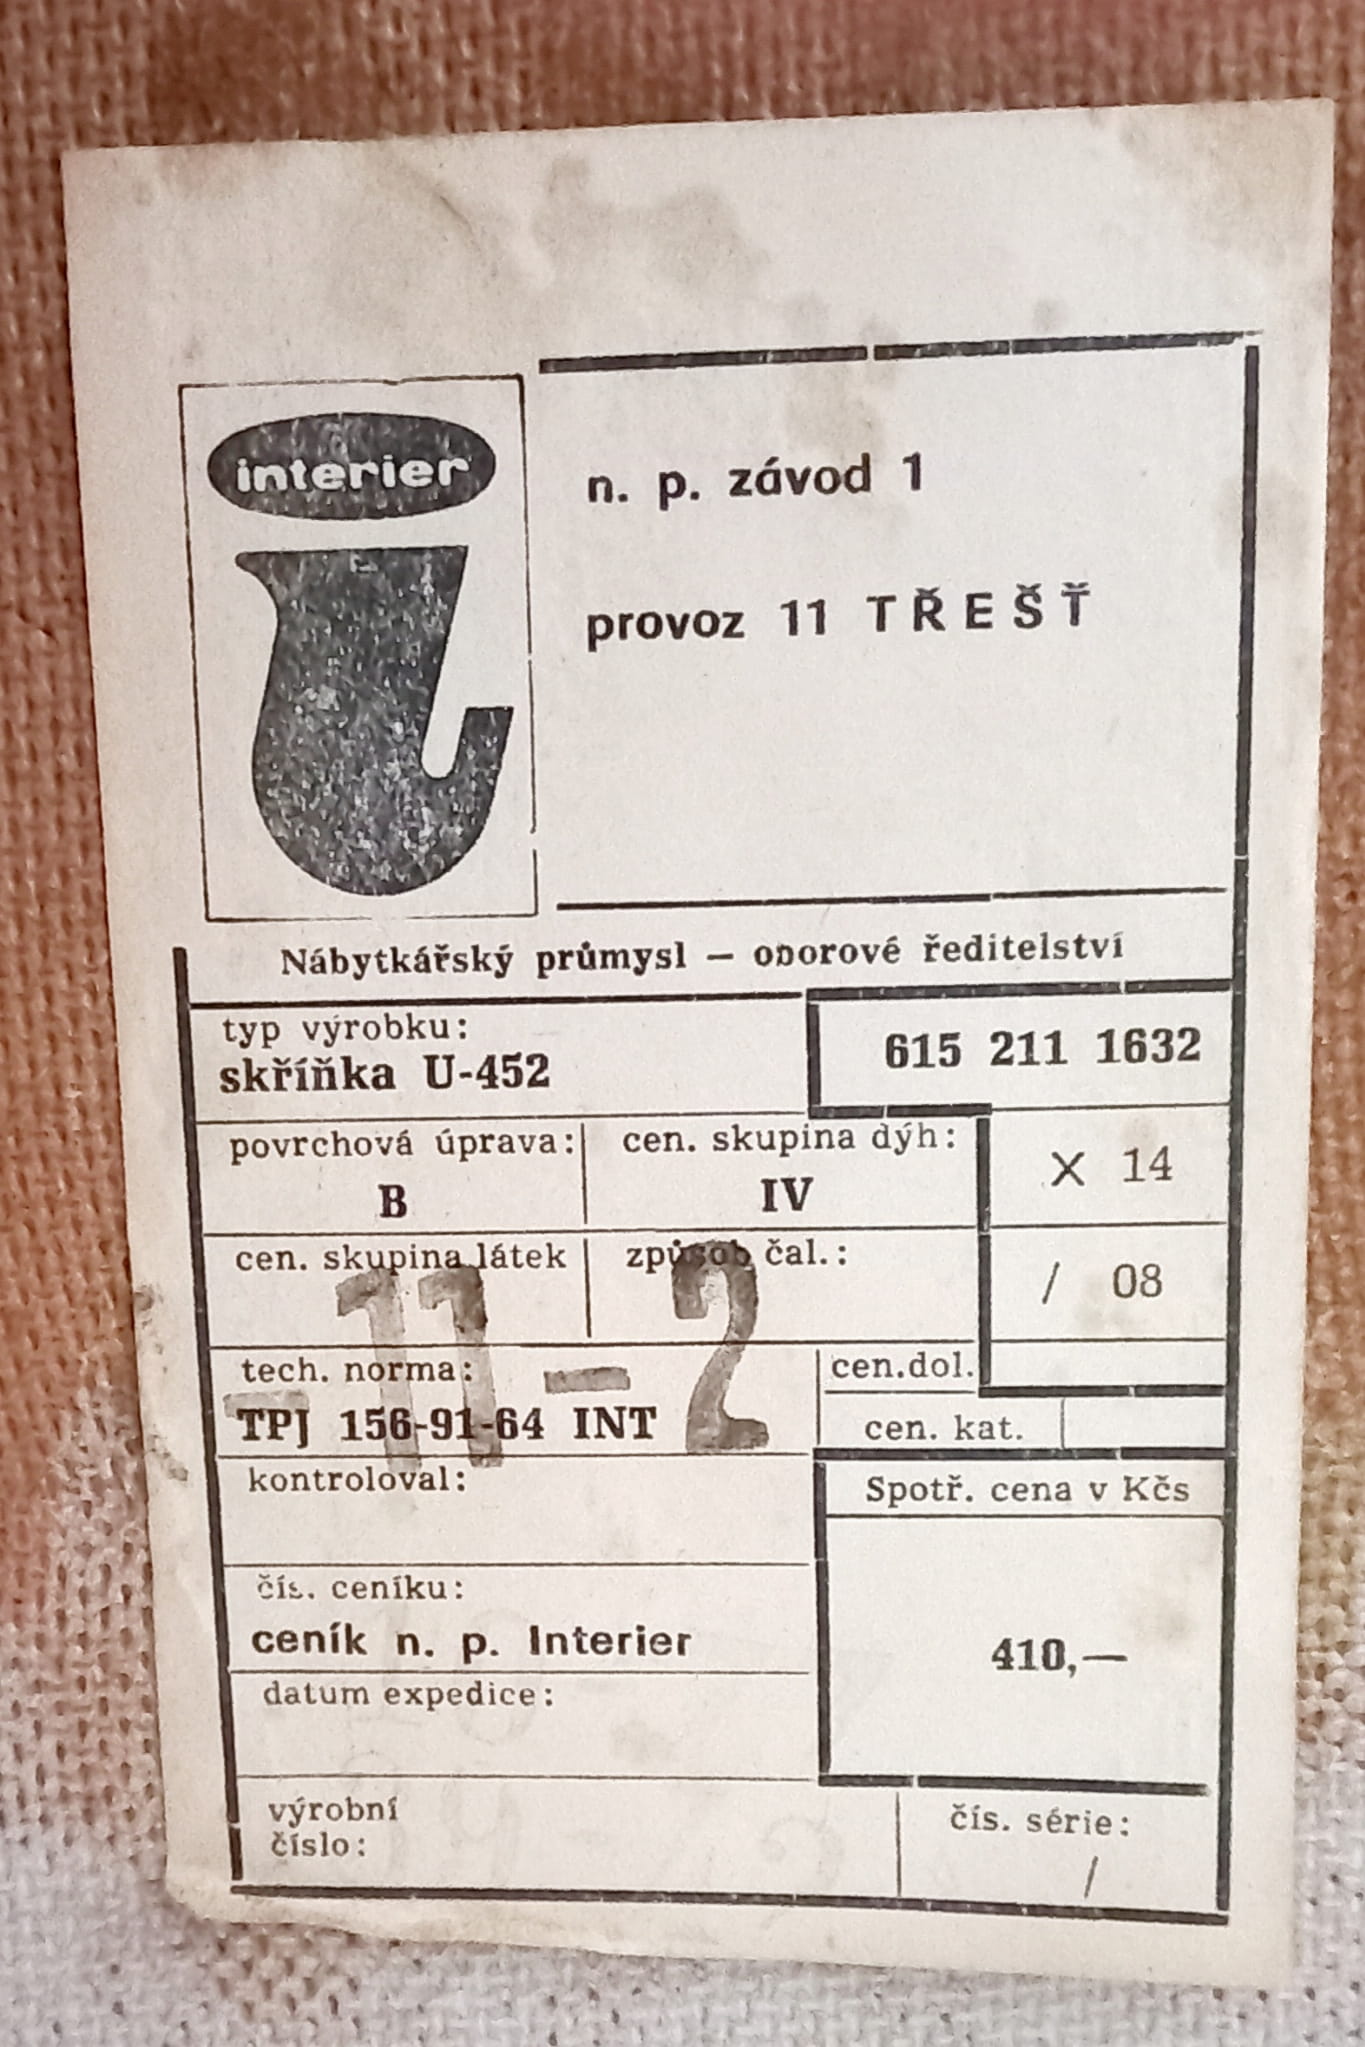 interier
n. p. závod 1
provoz 11 TŘEŠŤ
Nábytkářský průmysl — oborové ředitelství
typ výrobku:
skříňka U-452
615 211 1632
povrchová úprava:
B
cen. skupina dýh:
IV
X 14
cen. skupina látek
způsob čal.:
/ 08
- 11 - 2
tech. norma:
TPJ 156-91-64 INT
cen.dol.
cen. kat.
kontroloval:
Spotř. cena v Kčs
410,—
čís. ceníku:
ceník n. p. Interier
datum expedice:
výrobní
číslo:
čís. série:
/